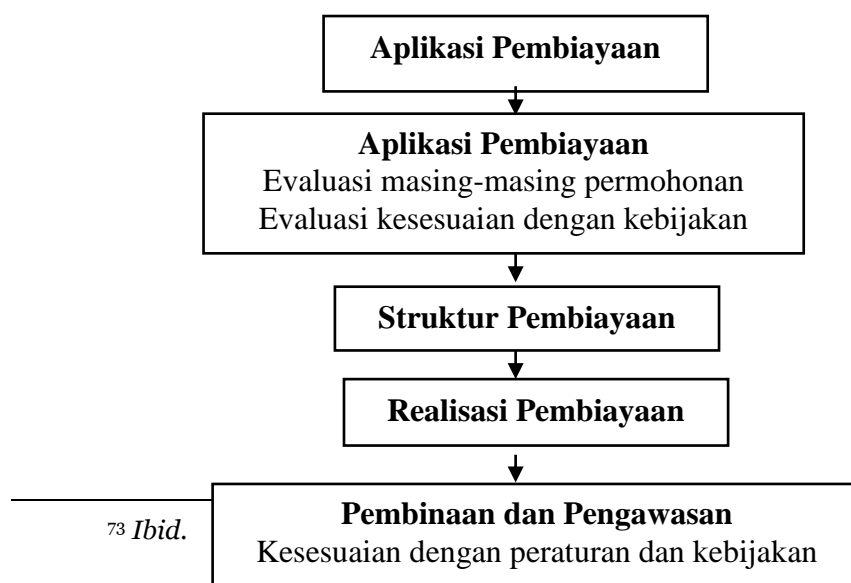 Aplikasi Pembiayaan
Aplikasi Pembiayaan
Evaluasi masing-masing permohonan
Evaluasi kesesuaian dengan kebijakan
Struktur Pembiayaan
Realisasi Pembiayaan
Pembinaan dan Pengawasan
Kesesuaian dengan peraturan dan kebijakan
73 Ibid.